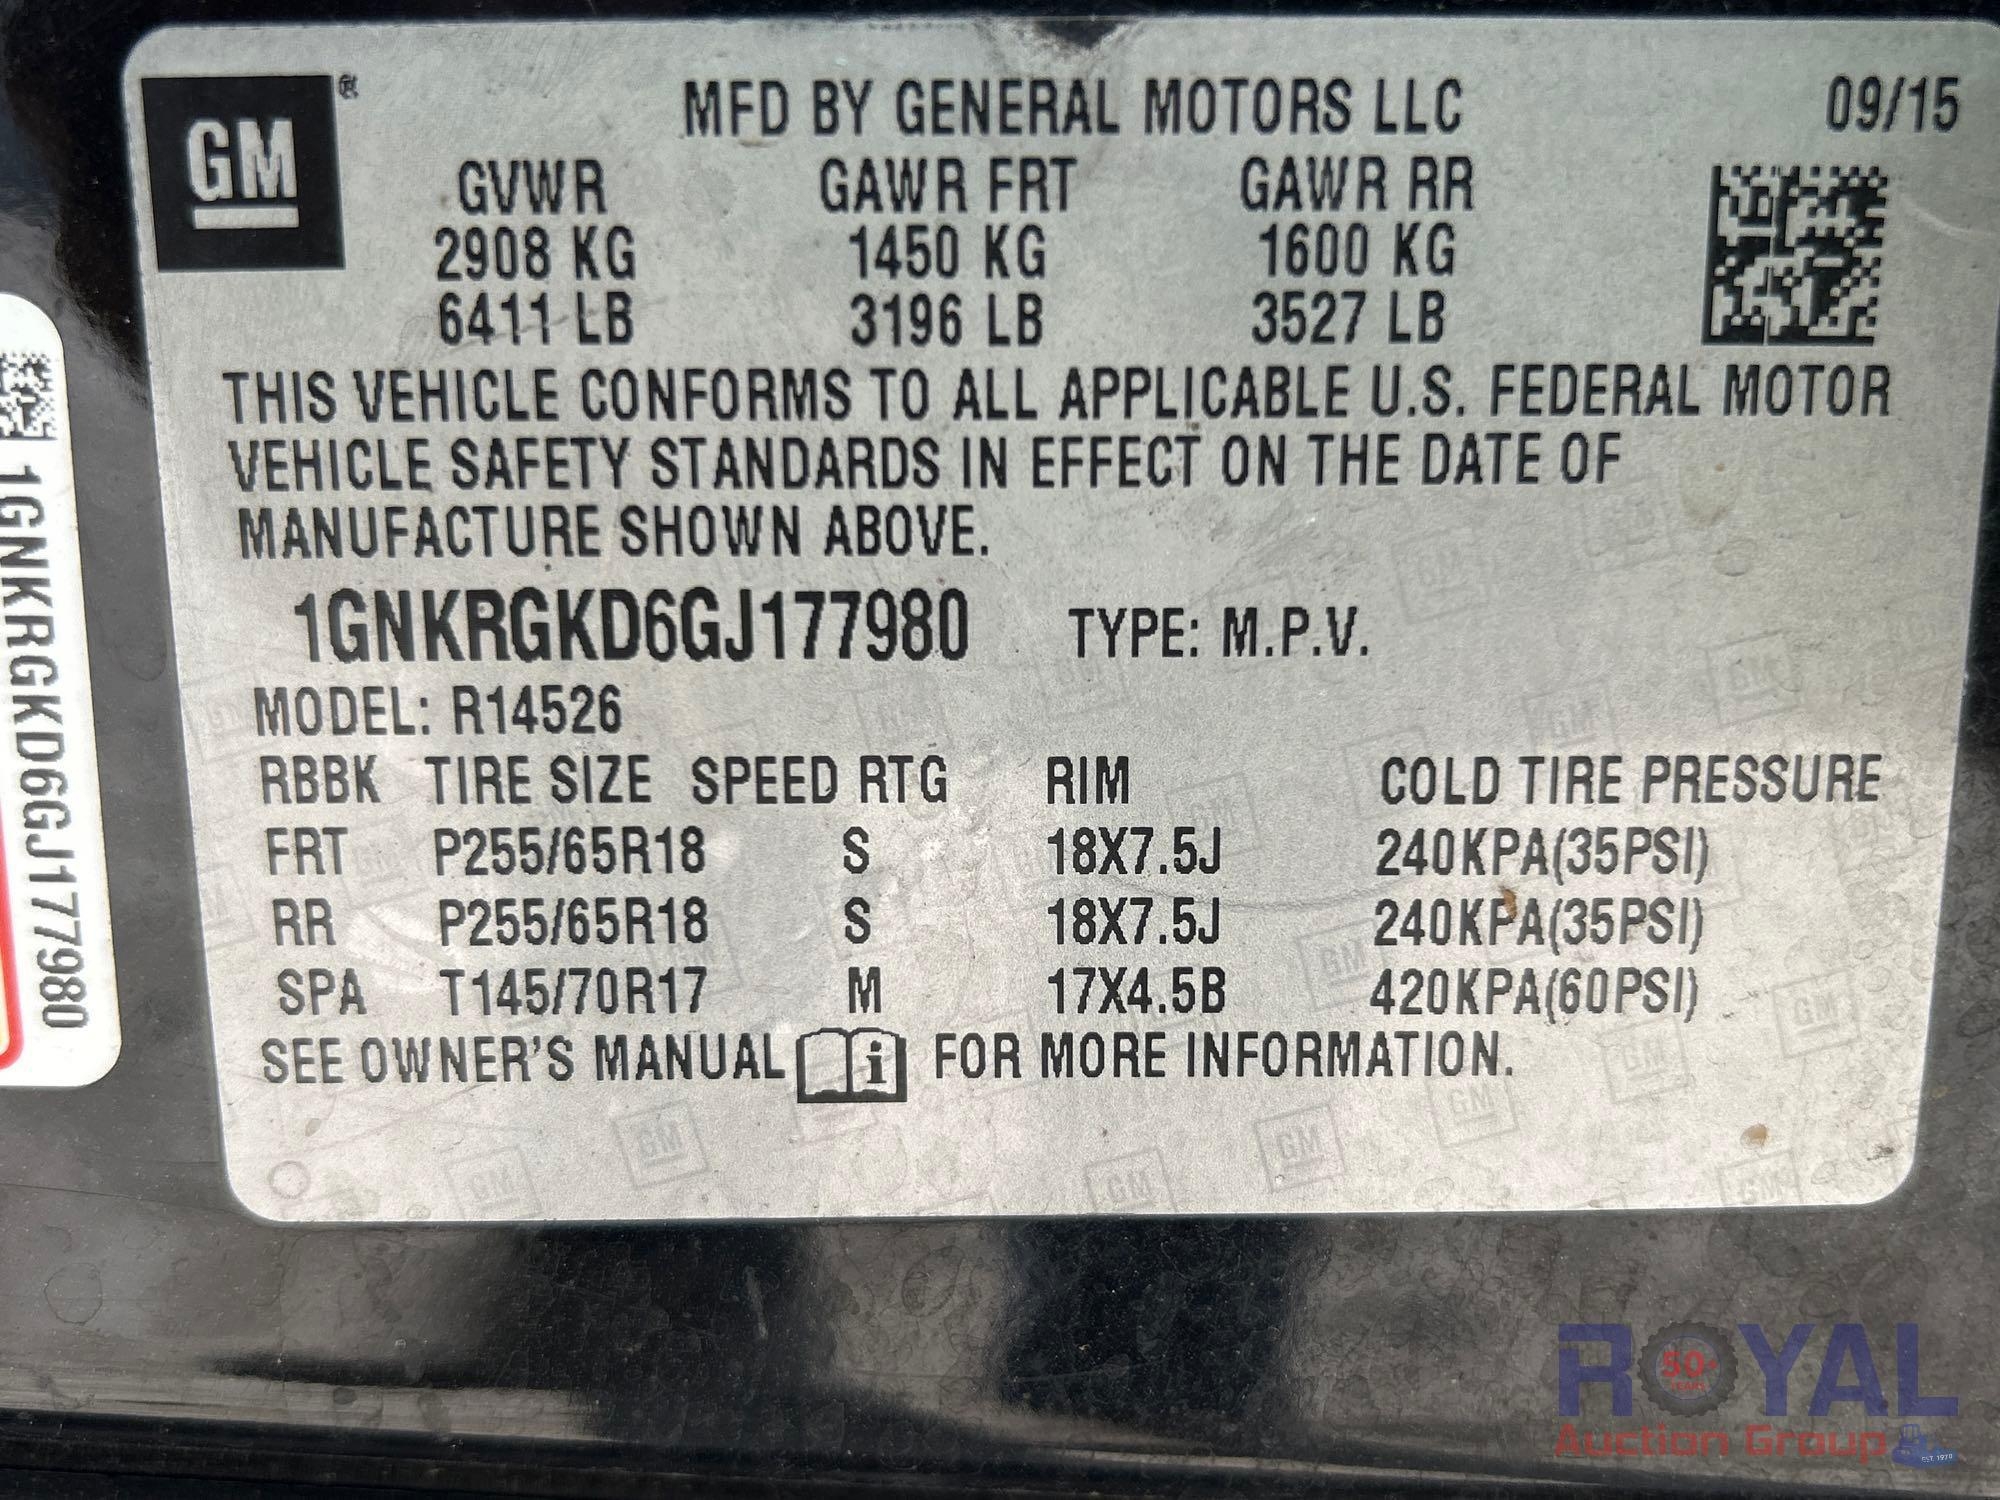 GM ®
MFD BY GENERAL MOTORS LLC 09/15
GVWR GAWR FRT GAWR RR
2908 KG 1450 KG 1600 KG
6411 LB 3196 LB 3527 LB
THIS VEHICLE CONFORMS TO ALL APPLICABLE U.S. FEDERAL MOTOR
VEHICLE SAFETY STANDARDS IN EFFECT ON THE DATE OF
MANUFACTURE SHOWN ABOVE.
1GNKRGKD6GJ177980 TYPE: M.P.V.
MODEL: R14526
RBBK TIRE SIZE SPEED RTG RIM COLD TIRE PRESSURE
FRT P255/65R18 S 18X7.5J 240KPA(35PSI)
RR P255/65R18 S 18X7.5J 240KPA(35PSI)
SPA T145/70R17 M 17X4.5B 420KPA(60PSI)
SEE OWNER'S MANUAL i FOR MORE INFORMATION.
1GNKRGKD6GJ177980
ROYAL
50+
YEARS
Auction Group
EST. 1970